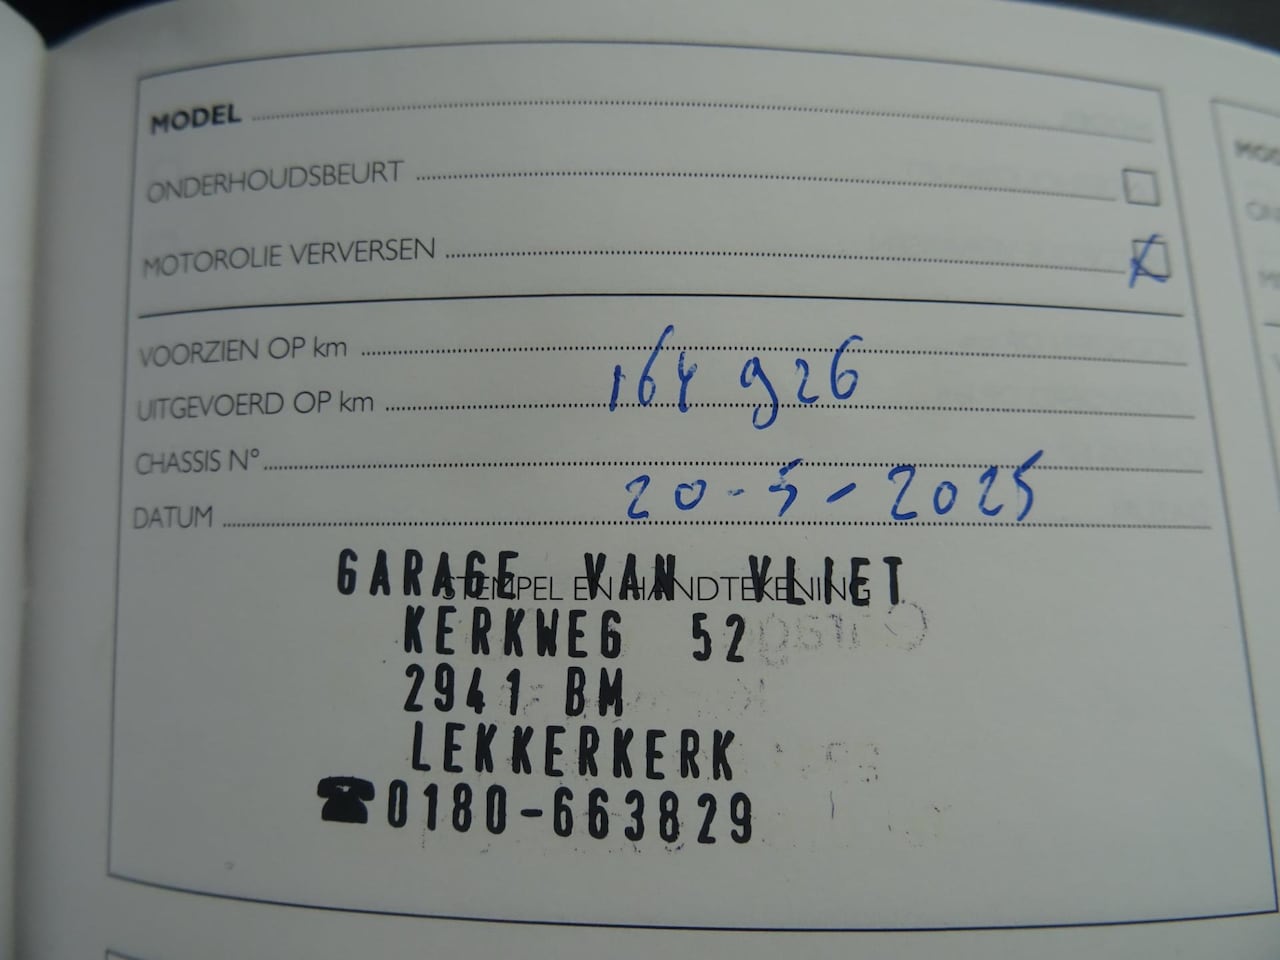 MODEL
ONDERHOUDSBEURT
MOTOROLIE VERVERSEN
VOORZIEN OP km
UITGEVOERD OP km 164 926
CHASSIS N°
DATUM 20-5-2025
STEMPEL EN HANDTEKENING
GARAGE VAN VLIET
KERKWEG 52
2941 BM
LEKKERKERK
☎0180-663829